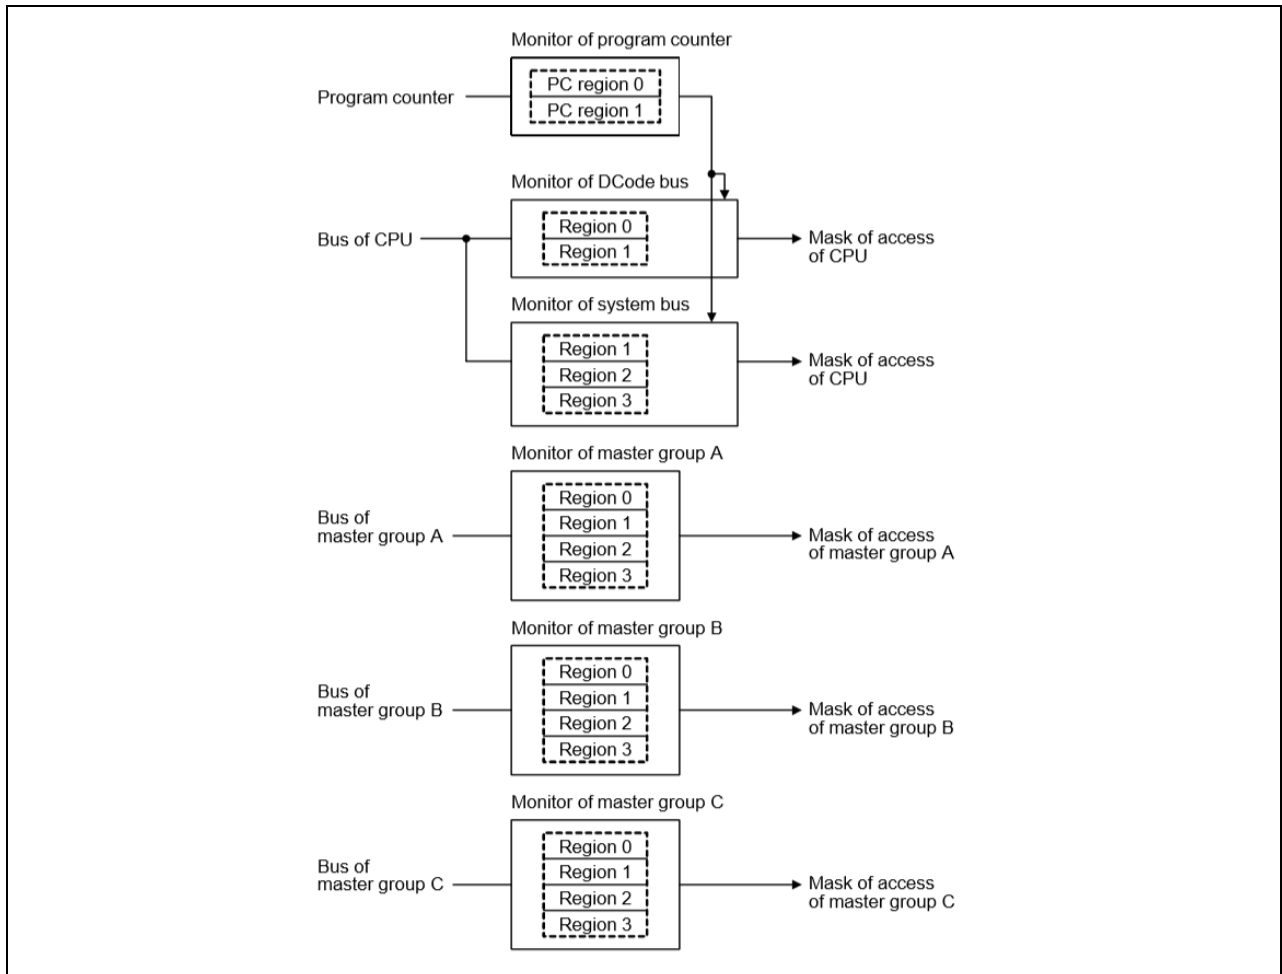 Monitor of program counter
Program counter
PC region 0
PC region 1
Monitor of DCode bus
Bus of CPU
Region 0
Region 1
Mask of access
of CPU
Monitor of system bus
Region 1
Region 2
Region 3
Mask of access
of CPU
Monitor of master group A
Bus of
master group A
Region 0
Region 1
Region 2
Region 3
Mask of access
of master group A
Monitor of master group B
Bus of
master group B
Region 0
Region 1
Region 2
Region 3
Mask of access
of master group B
Monitor of master group C
Bus of
master group C
Region 0
Region 1
Region 2
Region 3
Mask of access
of master group C